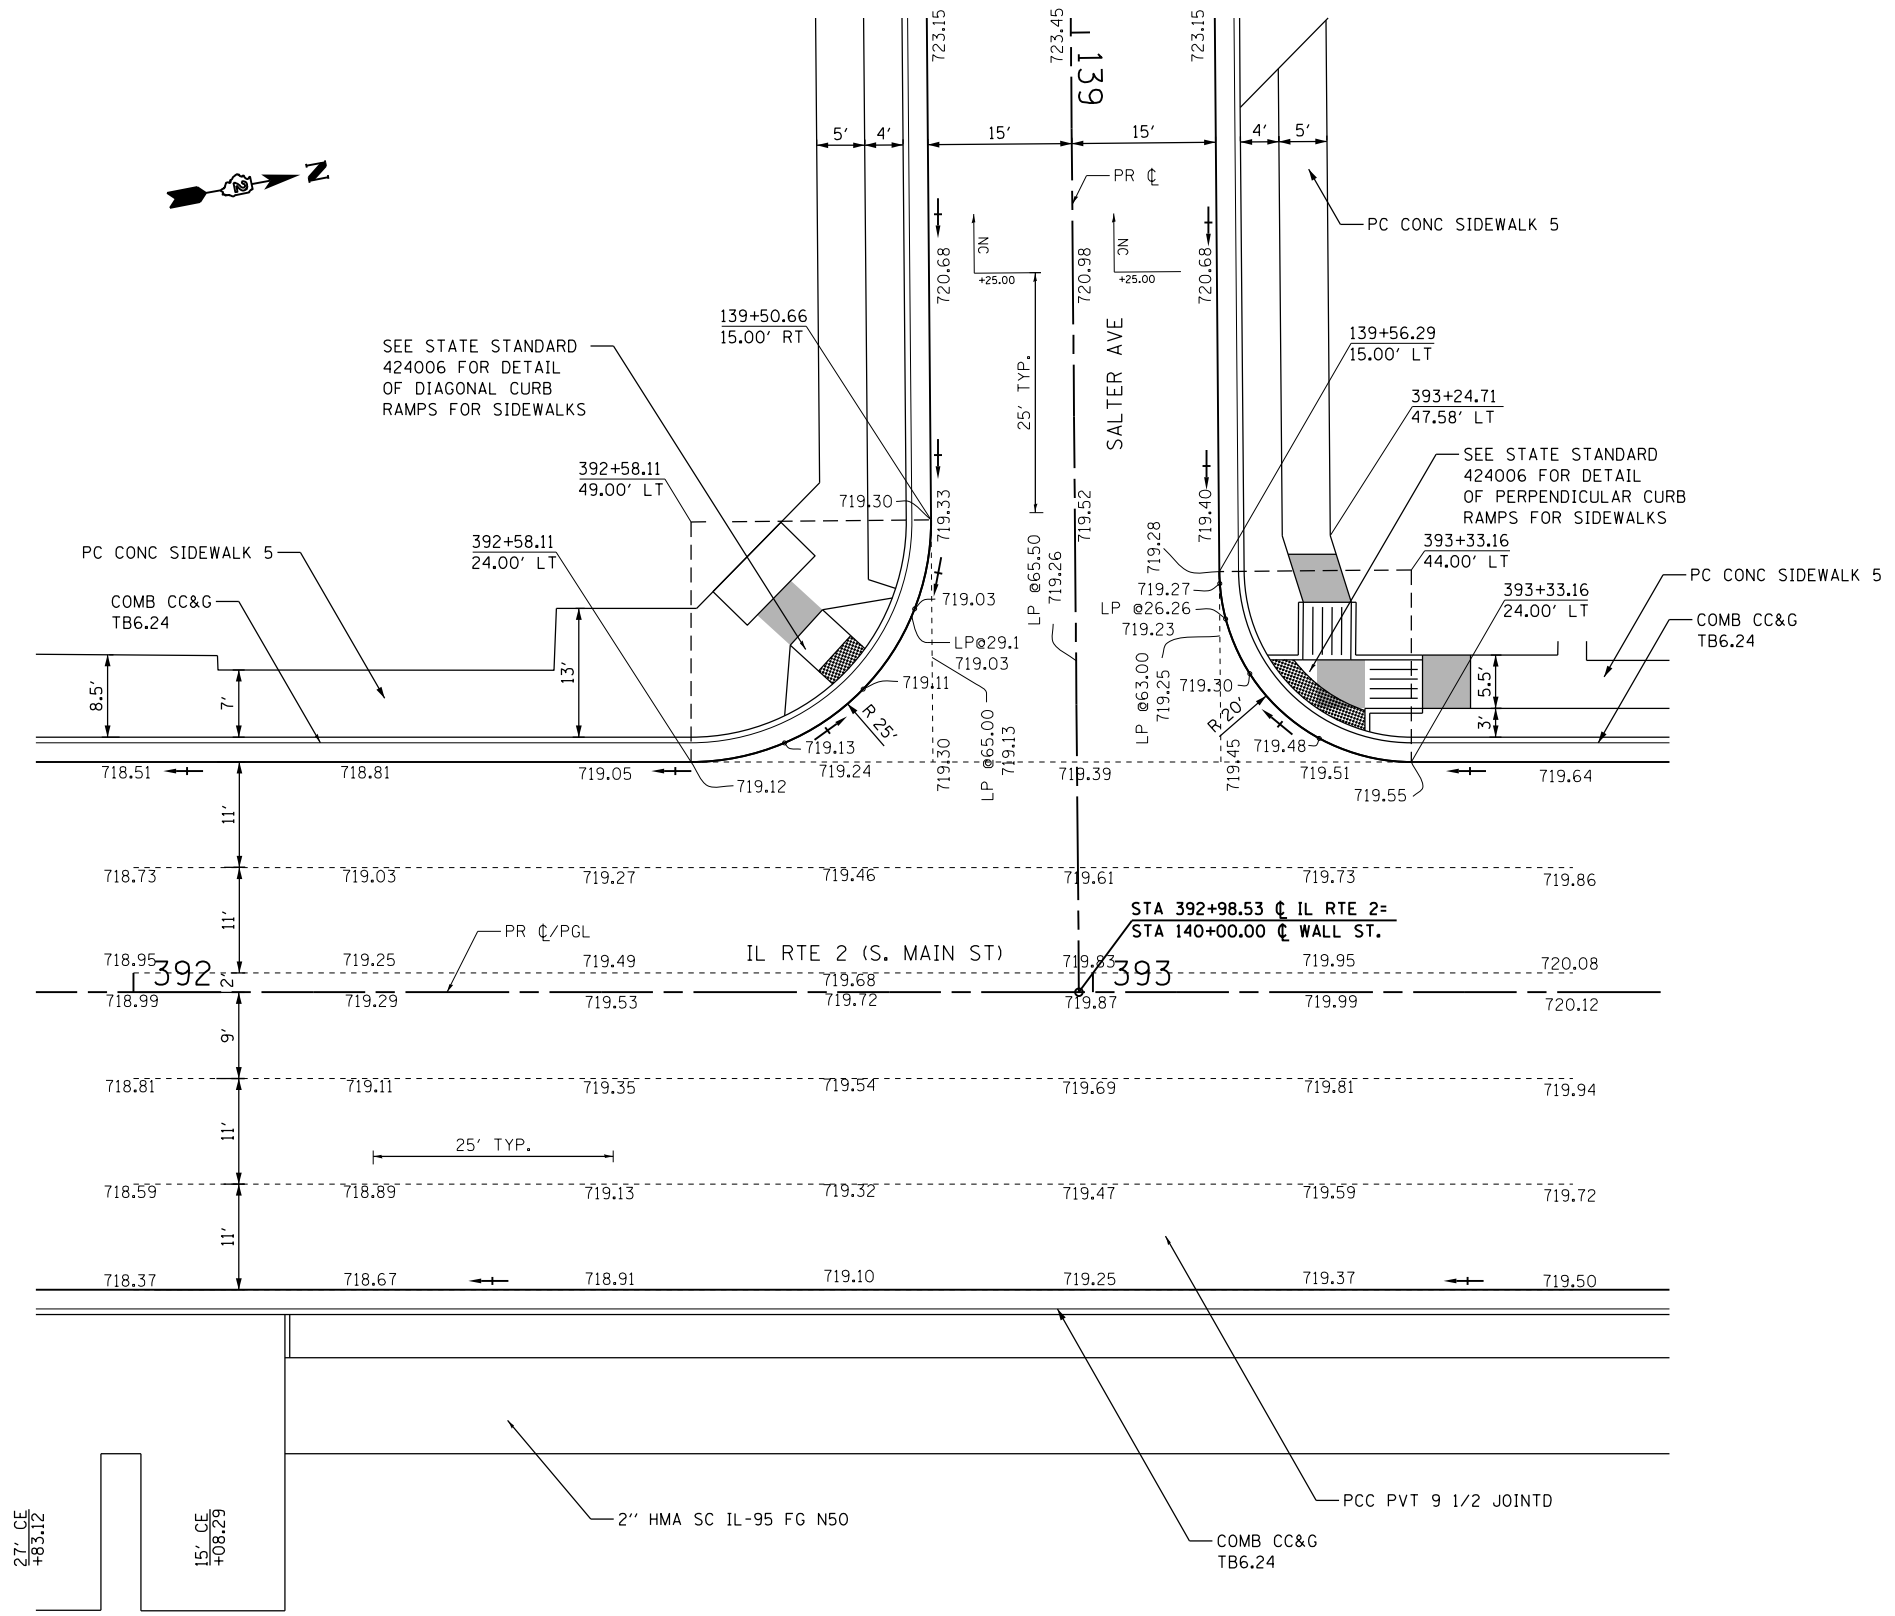 723.15
723.45
723.15
139
5'
4'
15'
15'
4'
5'
N
2
PR ℄
PC CONC SIDEWALK 5
NC
+25.00
NC
+25.00
720.68
720.98
720.68
139+50.66
15.00' RT
SEE STATE STANDARD
424006 FOR DETAIL
OF DIAGONAL CURB
RAMPS FOR SIDEWALKS
25' TYP.
SALTER AVE
139+56.29
15.00' LT
393+24.71
47.58' LT
SEE STATE STANDARD
424006 FOR DETAIL
OF PERPENDICULAR CURB
RAMPS FOR SIDEWALKS
392+58.11
49.00' LT
719.30
719.33
719.52
719.40
719.28
393+33.16
44.00' LT
392+58.11
24.00' LT
PC CONC SIDEWALK 5
LP @65.50
719.26
719.27
LP @26.26
719.23
393+33.16
24.00' LT
PC CONC SIDEWALK 5
COMB CC&G
TB6.24
COMB CC&G
TB6.24
719.03
LP@29.1
719.03
719.11
719.30
LP @63.00
719.25
8.5'
7'
13'
R 25'
R 20'
5.5'
3'
719.13
719.30
LP @65.00
719.13
719.45
719.48
718.51
718.81
719.05
719.12
719.24
719.39
719.51
719.55
719.64
11'
718.73
719.03
719.27
719.46
719.61
719.73
719.86
11'
STA 392+98.53 ℄ IL RTE 2=
STA 140+00.00 ℄ WALL ST.
PR ℄/PGL
IL RTE 2 (S. MAIN ST)
718.95
719.25
719.49
719.68
719.83
719.95
720.08
392
2'
393
718.99
719.29
719.53
719.72
719.87
719.99
720.12
9'
718.81
719.11
719.35
719.54
719.69
719.81
719.94
11'
25' TYP.
718.59
718.89
719.13
719.32
719.47
719.59
719.72
11'
718.37
718.67
718.91
719.10
719.25
719.37
719.50
27' CE
+83.12
15' CE
+08.29
2'' HMA SC IL-95 FG N50
PCC PVT 9 1/2 JOINTD
COMB CC&G
TB6.24